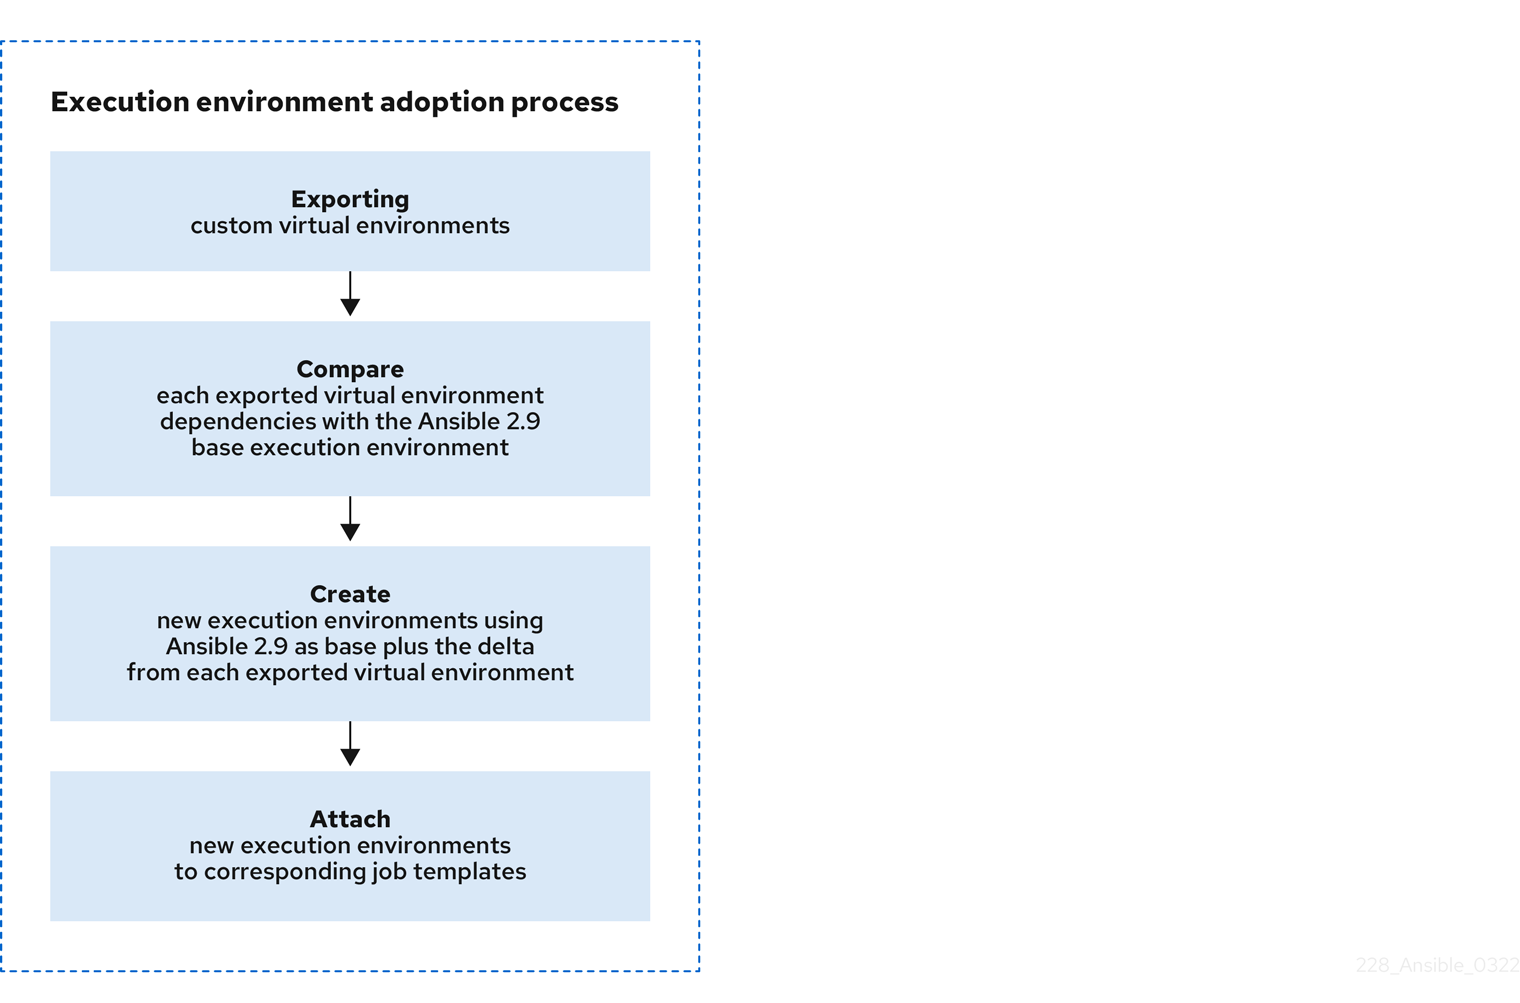 Execution environment adoption process
Exporting
custom virtual environments
Compare
each exported virtual environment
dependencies with the Ansible 2.9
base execution environment
Create
new execution environments using
Ansible 2.9 as base plus the delta
from each exported virtual environment
Attach
new execution environments
to corresponding job templates
228_Ansible_0322